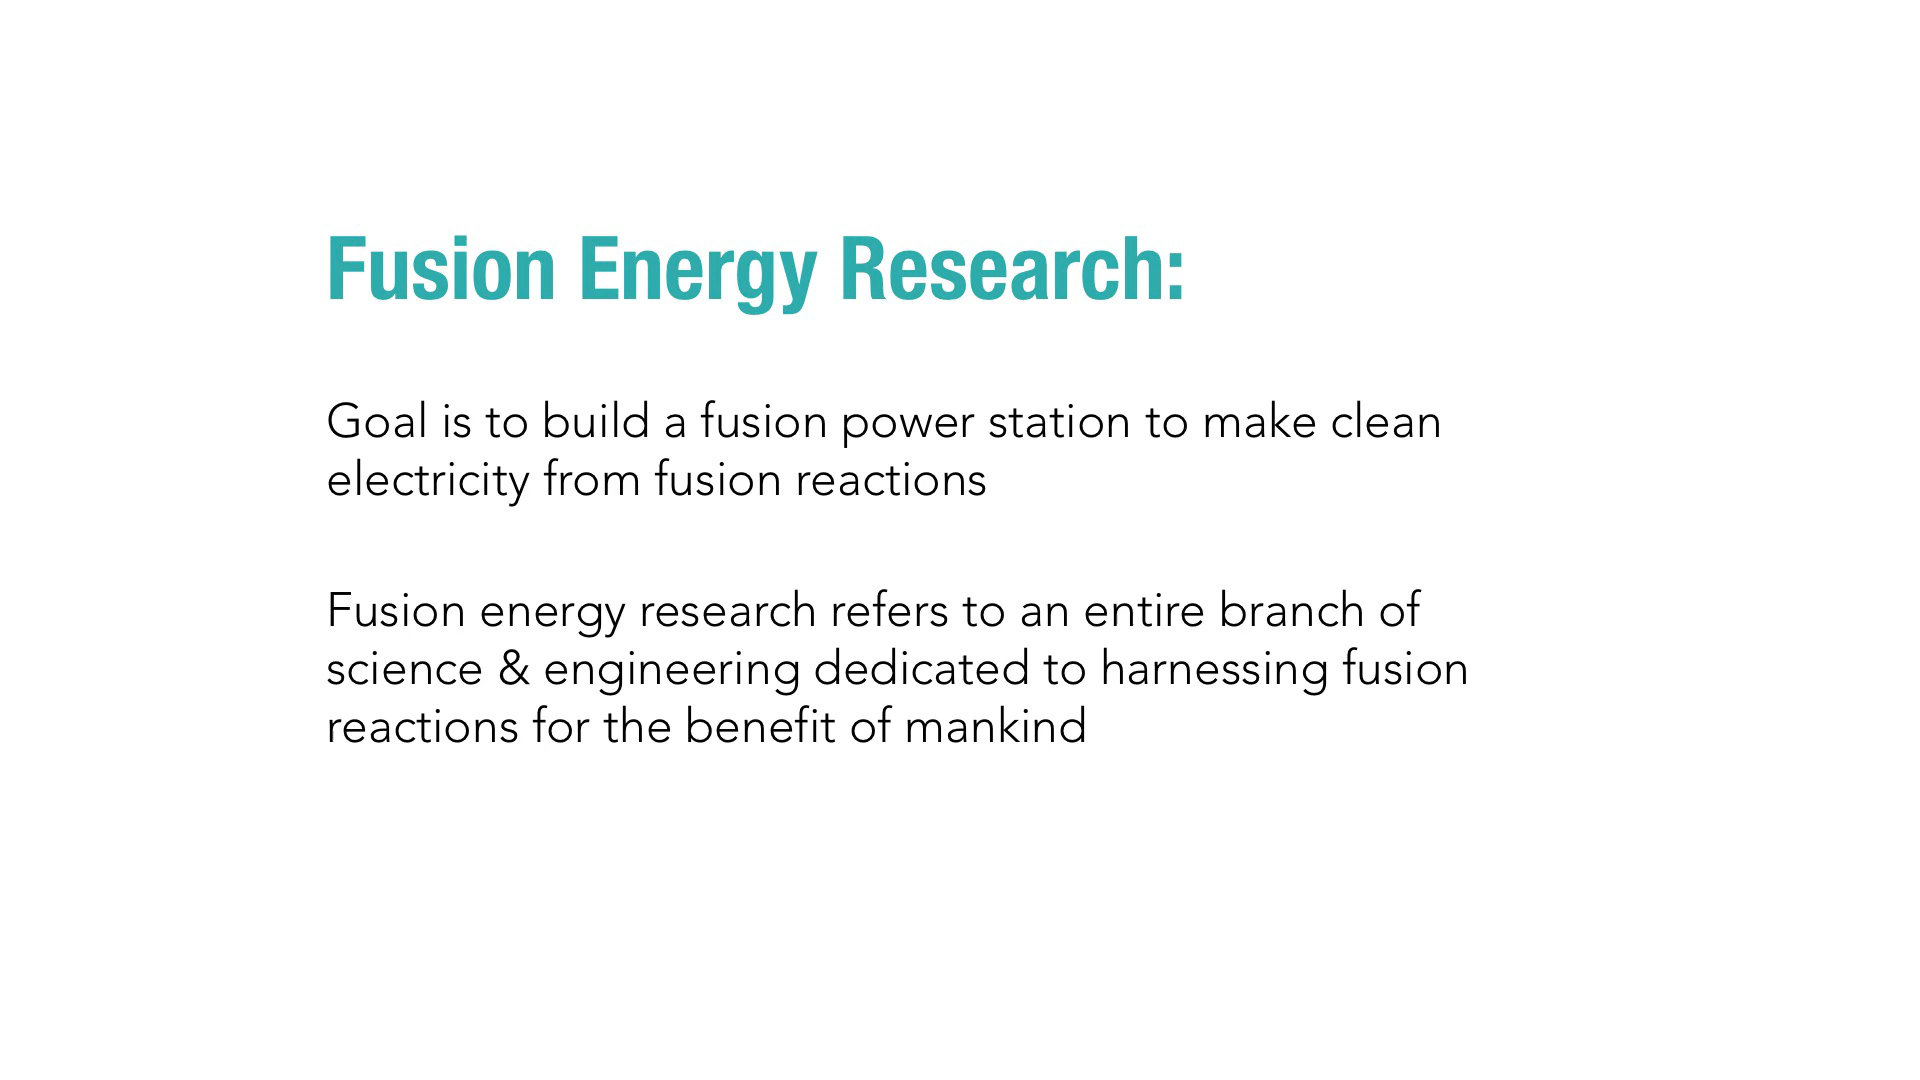 Fusion Energy Research:
Goal is to build a fusion power station to make clean
electricity from fusion reactions
Fusion energy research refers to an entire branch of
science & engineering dedicated to harnessing fusion
reactions for the benefit of mankind